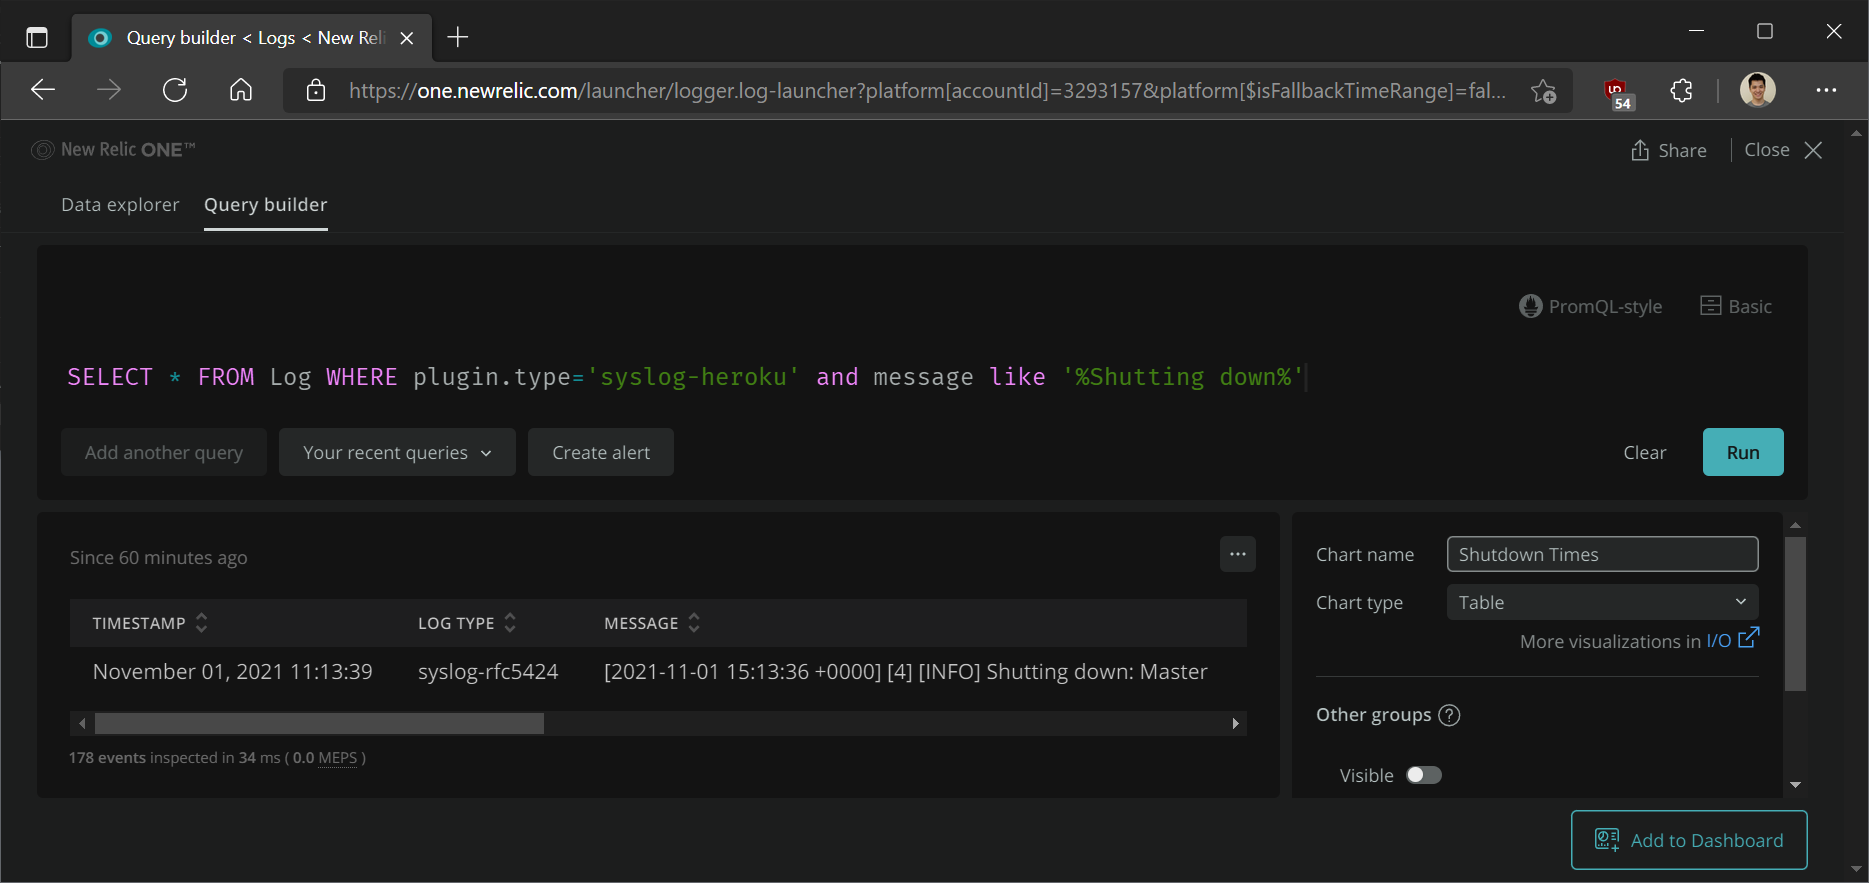 Query builder < Logs < New Reli
https://one.newrelic.com/launcher/logger.log-launcher?platform[accountId]=3293157&platform[$isFallbackTimeRange]=fal...
54
New Relic ONE™
Share
Close
Data explorer
Query builder
PromQL-style
Basic
SELECT * FROM Log WHERE plugin.type='syslog-heroku' and message like '%Shutting down%'
Add another query
Your recent queries
Create alert
Clear
Run
Since 60 minutes ago
...
TIMESTAMP
LOG TYPE
MESSAGE
November 01, 2021 11:13:39
syslog-rfc5424
[2021-11-01 15:13:36 +0000] [4] [INFO] Shutting down: Master
178 events inspected in 34 ms ( 0.0 MEPS )
Chart name
Shutdown Times
Chart type
Table
More visualizations in I/O
Other groups ?
Visible
Add to Dashboard